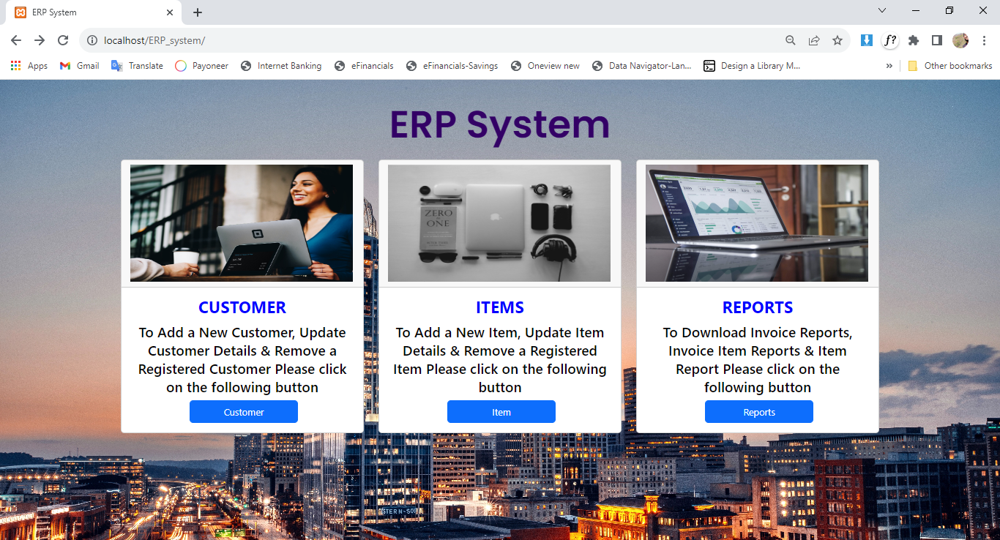 ERP System
localhost/ERP_system/
f?
Apps Gmail Translate Payoneer Internet Banking eFinancials eFinancials-Savings Oneview new Data Navigator-Lan... Design a Library M... » Other bookmarks
ERP System
ZERO
ONE
CUSTOMER
To Add a New Customer, Update
Customer Details & Remove a
Registered Customer Please click
on the following button
Customer
ITEMS
To Add a New Item, Update Item
Details & Remove a Registered
Item Please click on the following
button
Item
REPORTS
To Download Invoice Reports,
Invoice Item Reports & Item
Report Please click on the
following button
Reports